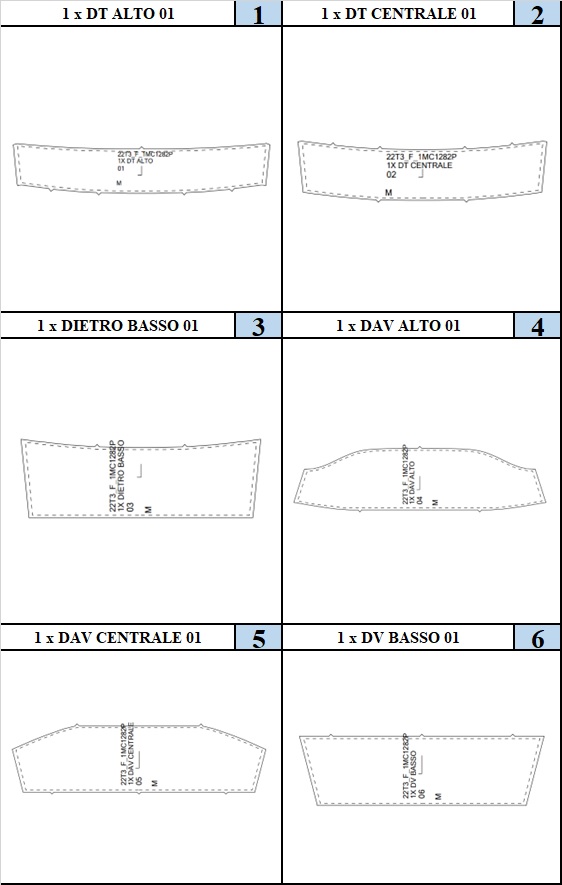 1 x DT ALTO 01
1
1 x DT CENTRALE 01
2
22T3_F_1MC1282P
1X DT ALTO
01
M
22T3_F_1MC1282P
1X DT CENTRALE
02
M
1 x DIETRO BASSO 01
3
1 x DAV ALTO 01
4
22T3_F_1MC1282P
1X DIETRO BASSO
03
M
22T3_F_1MC1282P
1X DAV ALTO
04
M
1 x DAV CENTRALE 01
5
1 x DV BASSO 01
6
22T3_F_1MC1282P
1X DAV CENTRALE
05
M
22T3_F_1MC1282P
1X DV BASSO
06
M